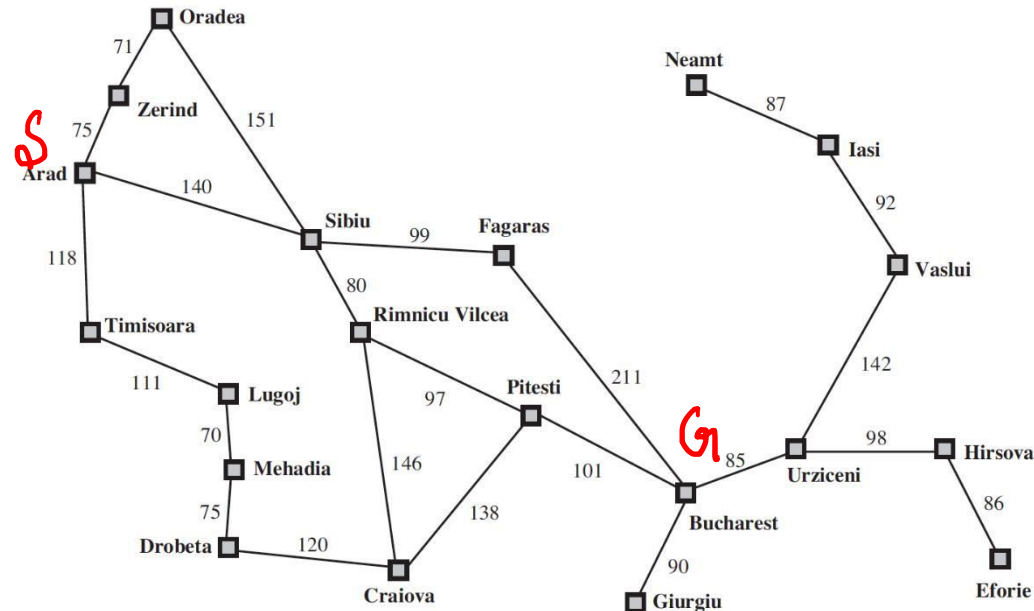 Oradea
71
Neamt
Zerind
87
75
151
S
Iasi
Arad
140
92
Sibiu
Fagaras
99
118
Vaslui
80
Timisoara
Rimnicu Vilcea
142
111
Lugoj
97
Pitesti
211
70
G
98
Mehadia
146
101
85
Urziceni
Hirsova
75
138
Bucharest
86
Drobeta
120
90
Craiova
Giurgiu
Eforie